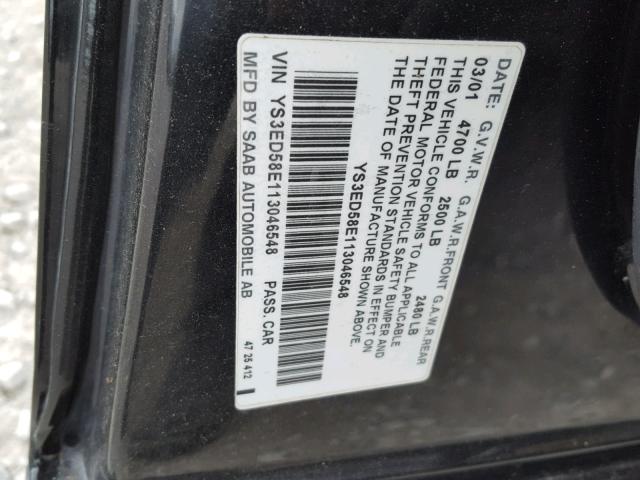 DATE: G.V.W.R. G.A.W.R.FRONT G.A.W.R.REAR
03/01 4700 LB 2500 LB 2480 LB
THIS VEHICLE CONFORMS TO ALL APPLICABLE
FEDERAL MOTOR VEHICLE SAFETY BUMPER AND
THEFT PREVENTION STANDARDS IN EFFECT ON
THE DATE OF MANUFACTURE SHOWN ABOVE.
YS3ED58E113046548
VIN YS3ED58E113046548 PASS. CAR
MFD BY SAAB AUTOMOBILE AB 47 25 412